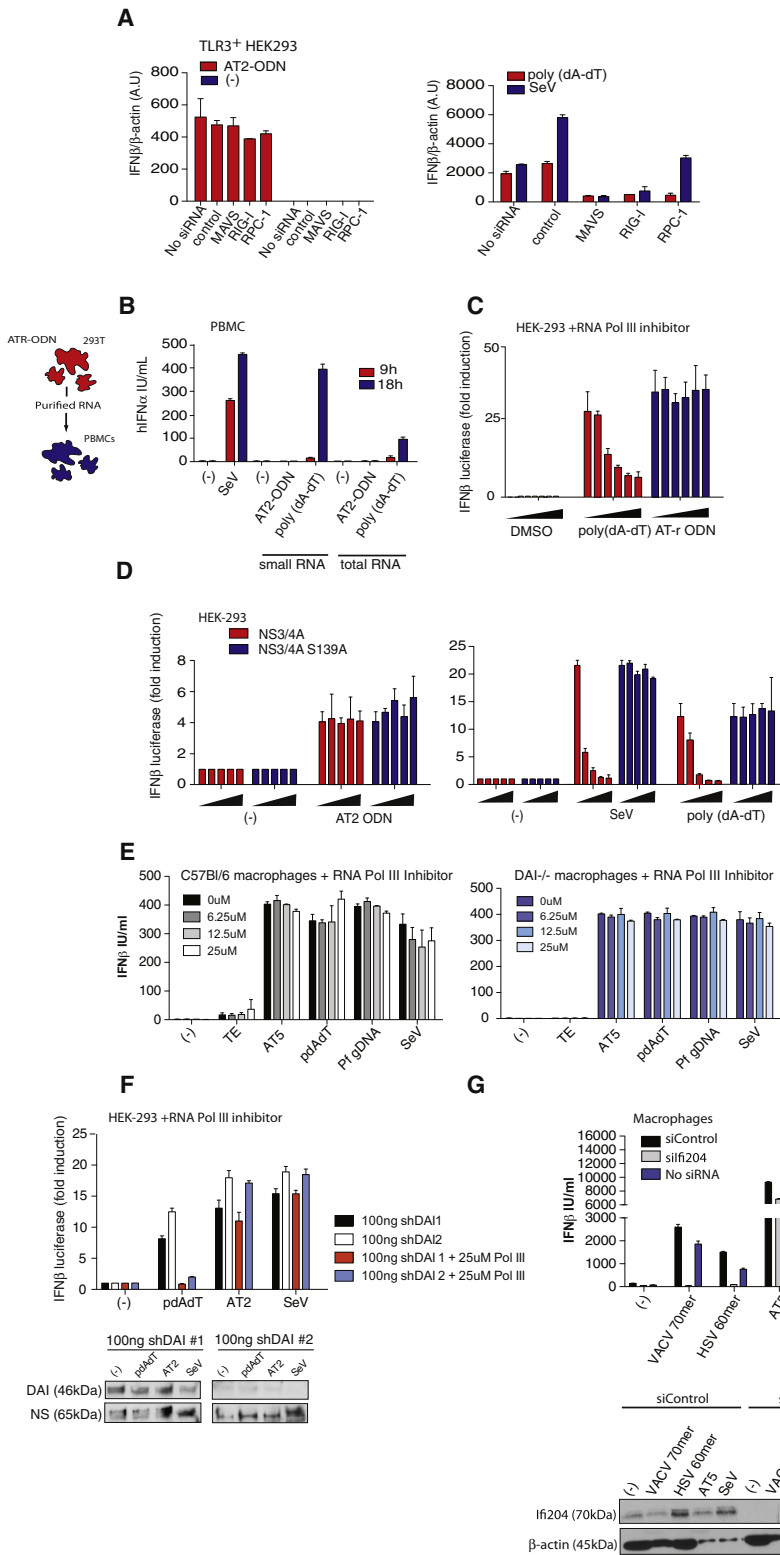 A
TLR3+ HEK293
AT2-ODN
(-)
IFNβ/β-actin (A.U)
800
600
400
200
0
No siRNA
control
MAVS
RIG-I
RPC-1
No siRNA
control
MAVS
RIG-I
RPC-1
poly (dA-dT)
SeV
IFNβ/β-actin (A.U)
8000
6000
4000
2000
0
No siRNA
control
MAVS
RIG-I
RPC-1
B
ATR-ODN
293T
Purified RNA
PBMCs
PBMC
hIFNα IU/mL
500
400
300
200
100
0
9h
18h
(-)
SeV
(-)
AT2-ODN
poly (dA-dT)
(-)
AT2-ODN
poly(dA-dT)
small RNA
total RNA
C
HEK-293 +RNA Pol III inhibitor
IFNβ luciferase (fold induction)
50
25
0
DMSO
poly(dA-dT)
AT-r ODN
D
HEK-293
NS3/4A
NS3/4A S139A
IFNβ luciferase (fold induction)
8
6
4
2
0
(-)
AT2 ODN
25
20
15
10
5
0
(-)
SeV
poly (dA-dT)
E
C57Bl/6 macrophages + RNA Pol III Inhibitor
0uM
6.25uM
12.5uM
25uM
IFNβ IU/ml
500
400
300
200
100
0
(-)
TE
AT5
pdAdT
Pf gDNA
SeV
DAI-/- macrophages + RNA Pol III Inhibitor
0uM
6.25uM
12.5uM
25uM
500
400
300
200
100
0
(-)
TE
AT5
pdAdT
Pf gDNA
SeV
F
HEK-293 +RNA Pol III inhibitor
IFNβ luciferase (fold induction)
25
20
15
10
5
0
(-)
pdAdT
AT2
SeV
100ng shDAI1
100ng shDAI2
100ng shDAI 1 + 25uM Pol III
100ng shDAI 2 + 25uM Pol III
100ng shDAI #1
100ng shDAI #2
(-)
pdAdT
AT2
SeV
(-)
pdAdT
AT2
SeV
DAI (46kDa)
NS (65kDa)
G
Macrophages
siControl
siIfi204
No siRNA
IFNβ IU/ml
16000
14000
12000
10000
8000
6000
3000
2000
1000
0
(-)
VACV 70mer
HSV 60mer
AT5
siControl
(-)
VACV 70mer
HSV 60mer
AT5
SeV
(-)
VAC
Ifi204 (70kDa)
β-actin (45kDa)